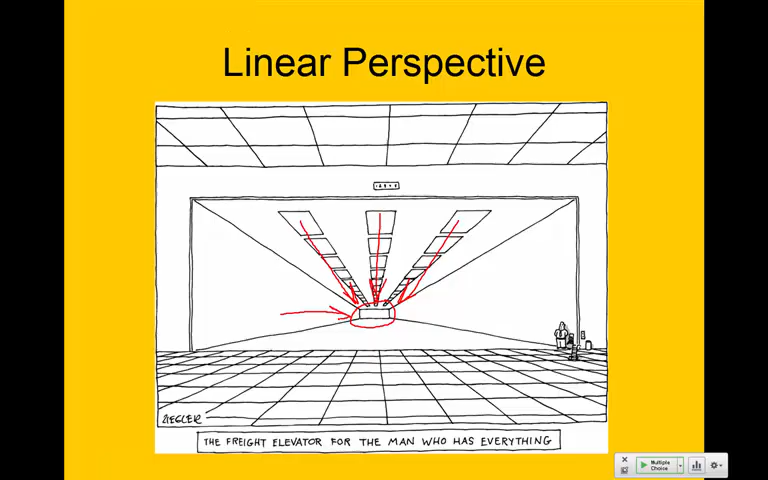 Linear Perspective
ZIEGLER
THE FREIGHT ELEVATOR FOR THE MAN WHO HAS EVERYTHING
Multiple
Choice